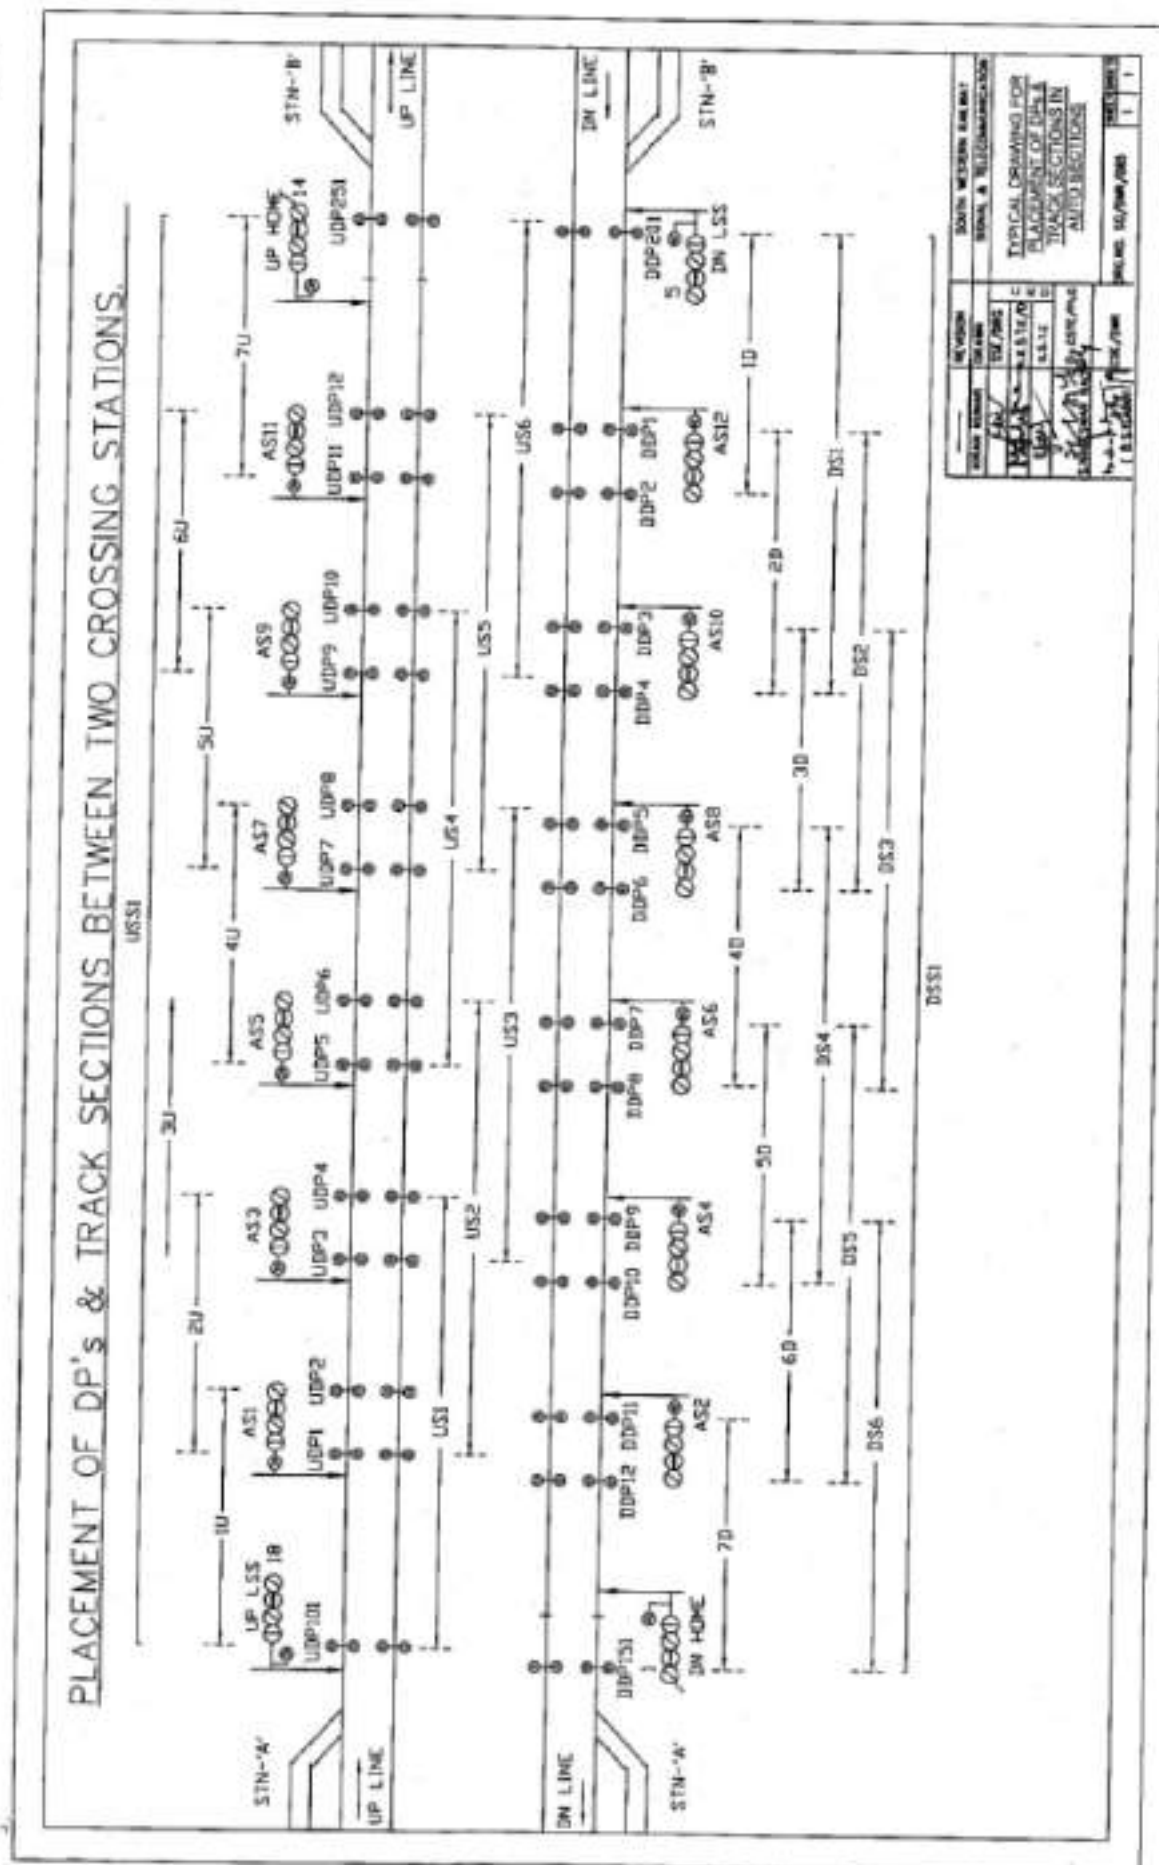 PLACEMENT OF DP's & TRACK SECTIONS BETWEEN TWO CROSSING STATIONS.
USS1
3U
6U
2U
5U
1U
4U
7U
UP LSS
18
AS1
AS3
AS5
AS7
AS9
AS11
UP HOME
14
STN-'A'
UDP101
UDP1
UDP2
UDP3
UDP4
UDP5
UDP6
UDP7
UDP8
UDP9
UDP10
UDP11
UDP12
UDP251
STN-'B'
UP LINE
UP LINE
US1
US4
US2
US5
US3
US6
DN LINE
DN LINE
STN-'A'
DDP151
DDP12
DDP11
DDP10
DDP9
DDP8
DDP7
DDP6
DDP5
DDP4
DDP3
DDP2
DDP1
DDP201
STN-'B'
1
DN HOME
AS2
AS4
AS6
AS8
AS10
AS12
5
DN LSS
7D
4D
1D
5D
2D
6D
3D
DS4
DS1
DS5
DS2
DS6
DS3
DSS1
REVISION
DRAWN
SOUTH WESTERN RAILWAY
SIGNAL & TELECOMMUNICATION
TYPICAL DRAWING FOR
PLACEMENT OF DPs &
TRACK SECTIONS IN
AUTO SECTIONS
1
1